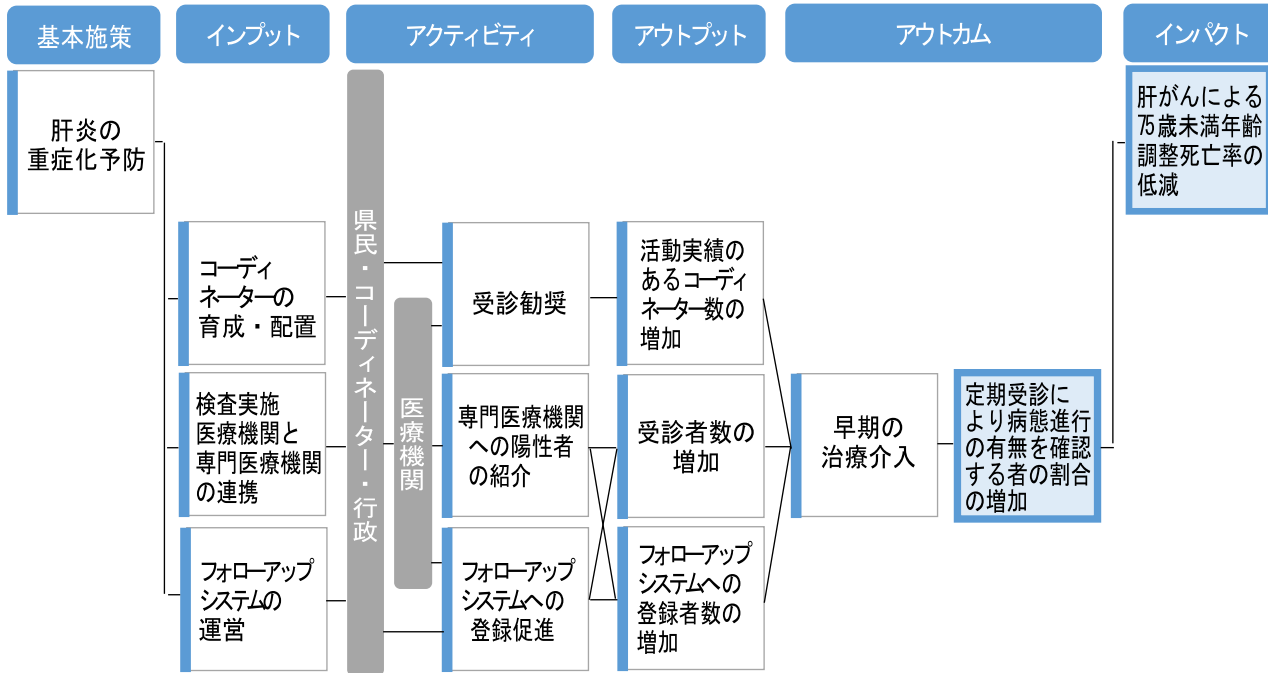 基本施策
インプット
アクティビティ
アウトプット
アウトカム
インパクト
肝炎の
重症化予防
コーディ
ネーターの
育成・配置
検査実施
医療機関と
専門医療機関
の連携
フォローアップ
システムの
運営
県民・コーディネーター・行政
医療機関
受診勧奨
専門医療機関
への陽性者
の紹介
フォローアップ
システムへの
登録促進
活動実績の
あるコーディ
ネーター数の
増加
受診者数の
増加
フォローアップ
システムへの
登録者数の
増加
早期の
治療介入
定期受診に
より病態進行
の有無を確認
する者の割合
の増加
肝がんによる
75歳未満年齢
調整死亡率の
低減